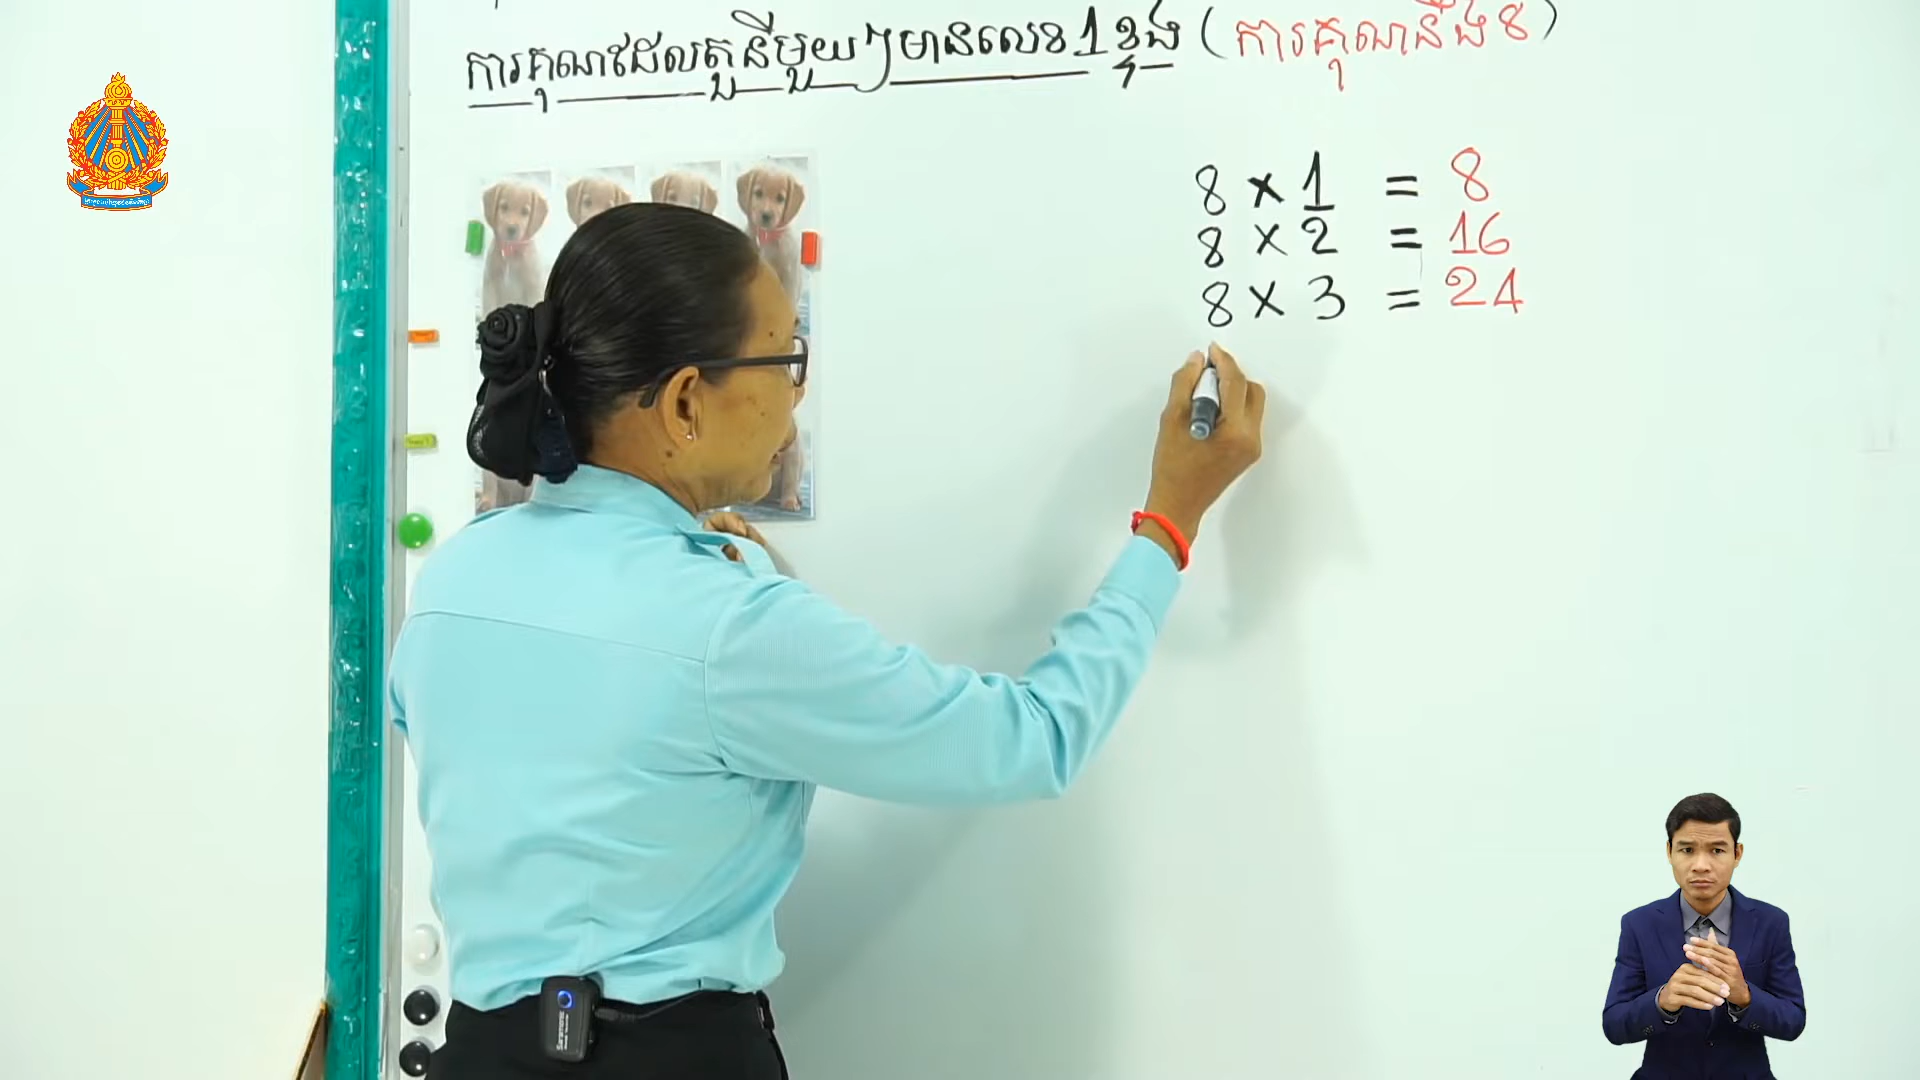 ការគុណដែលតួនីមួយៗមានលេខ1ខ្ទង់ (ការគុណនឹង8)
8 × 1 = 8
8 × 2 = 16
8 × 3 = 24